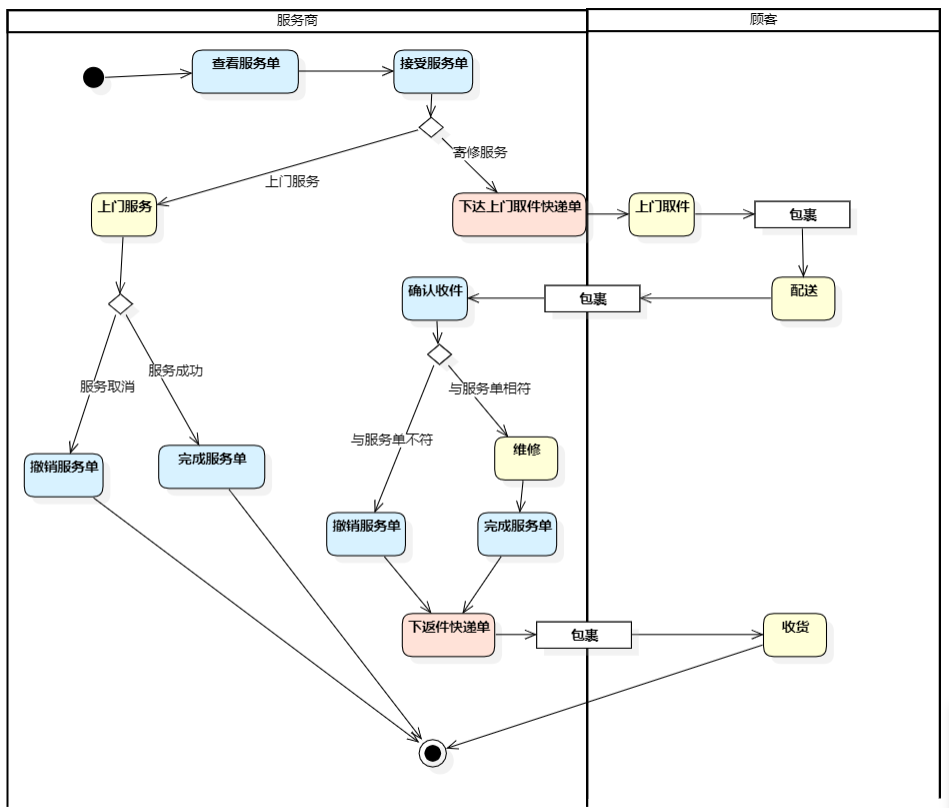 服务商
顾客
查看服务单
接受服务单
寄修服务
上门服务
上门服务
下达上门取件快递单
上门取件
包裹
确认收件
包裹
配送
服务取消
服务成功
与服务单相符
与服务单不符
撤销服务单
完成服务单
维修
撤销服务单
完成服务单
下返件快递单
包裹
收货